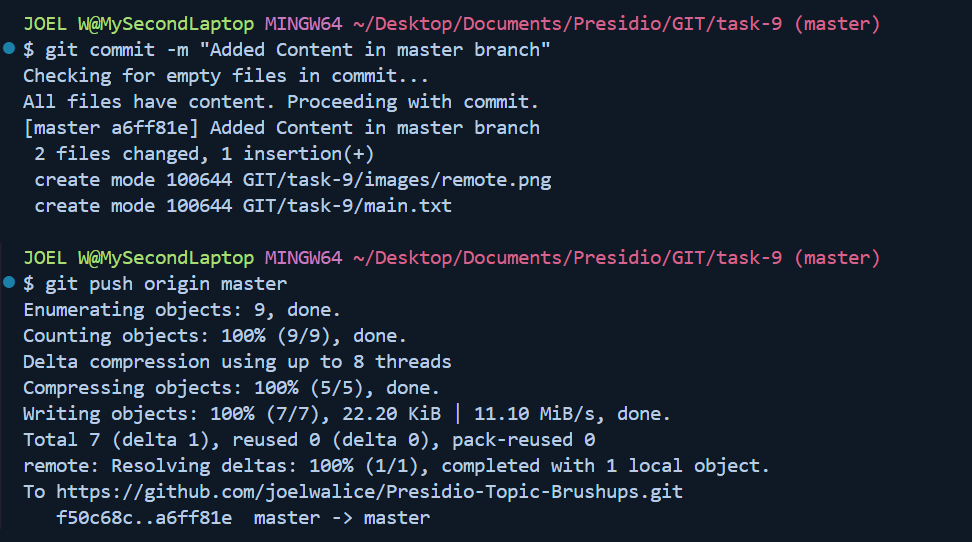 JOEL W@MySecondLaptop MINGW64 ~/Desktop/Documents/Presidio/GIT/task-9 (master)
$ git commit -m "Added Content in master branch"
Checking for empty files in commit...
All files have content. Proceeding with commit.
[master a6ff81e] Added Content in master branch
 2 files changed, 1 insertion(+)
 create mode 100644 GIT/task-9/images/remote.png
 create mode 100644 GIT/task-9/main.txt

JOEL W@MySecondLaptop MINGW64 ~/Desktop/Documents/Presidio/GIT/task-9 (master)
$ git push origin master
Enumerating objects: 9, done.
Counting objects: 100% (9/9), done.
Delta compression using up to 8 threads
Compressing objects: 100% (5/5), done.
Writing objects: 100% (7/7), 22.20 KiB | 11.10 MiB/s, done.
Total 7 (delta 1), reused 0 (delta 0), pack-reused 0
remote: Resolving deltas: 100% (1/1), completed with 1 local object.
To https://github.com/joelwalice/Presidio-Topic-Brushups.git
   f50c68c..a6ff81e  master -> master